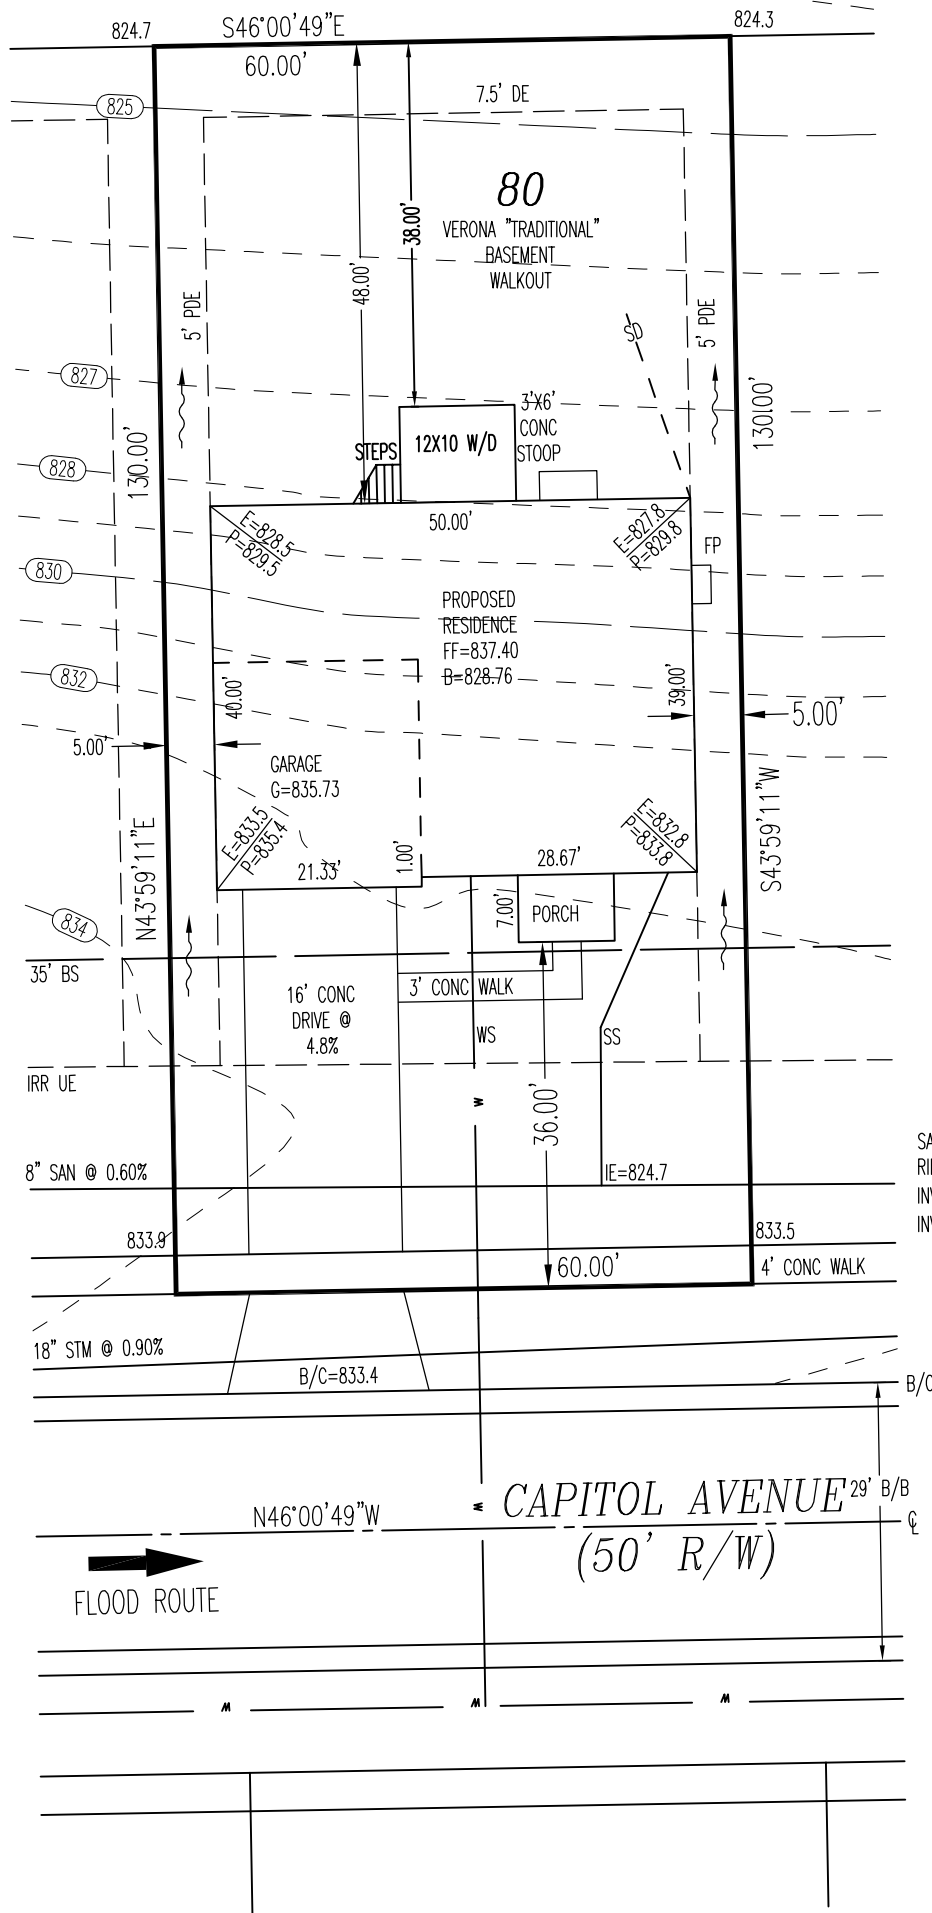 824.7
S46°00'49"E
824.3
60.00'
825
7.5' DE
80
VERONA "TRADITIONAL"
BASEMENT
WALKOUT
38.00'
48.00'
5' PDE
5' PDE
SD
827
130.00'
130.00'
3'X6'
CONC
STOOP
12X10 W/D
STEPS
828
50.00'
E=828.5
P=829.5
E=827.8
P=829.8
FP
830
PROPOSED
RESIDENCE
FF=837.40
B=828.76
832
40.00'
39.00'
5.00'
5.00'
GARAGE
G=835.73
E=833.5
P=835.4
E=832.8
P=833.8
21.33'
1.00'
28.67'
N43°59'11"E
S43°59'11"W
834
7.00'
PORCH
35' BS
16' CONC
DRIVE @
4.8%
3' CONC WALK
WS
SS
IRR UE
W
36.00'
8" SAN @ 0.60%
IE=824.7
SA
RI
IN
IN
833.9
833.5
60.00'
4' CONC WALK
18" STM @ 0.90%
B/C=833.4
B/C
W
N46°00'49"W
CAPITOL AVENUE
29' B/B
(50' R/W)
℄
FLOOD ROUTE
W
W
W